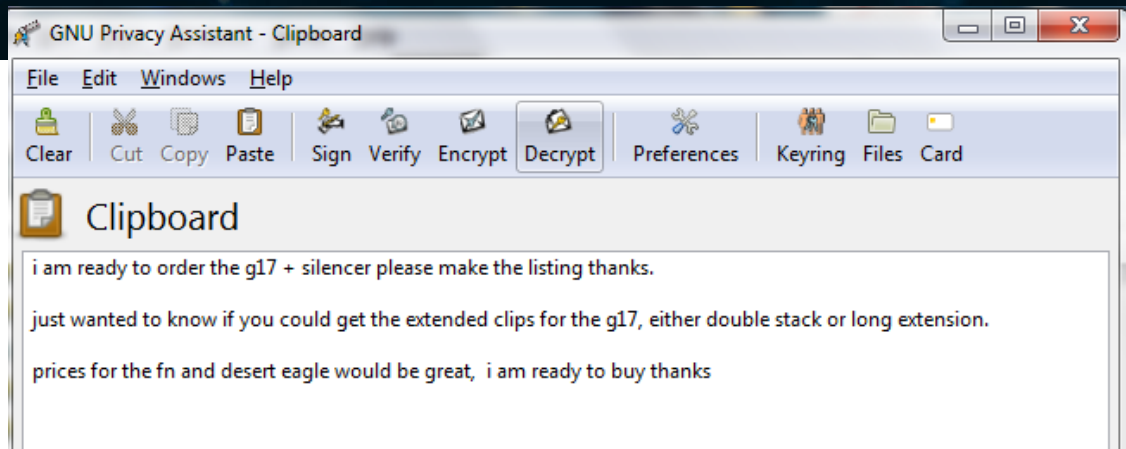 GNU Privacy Assistant - Clipboard
File Edit Windows Help
Clear Cut Copy Paste Sign Verify Encrypt Decrypt Preferences Keyring Files Card
Clipboard
i am ready to order the g17 + silencer please make the listing thanks.
just wanted to know if you could get the extended clips for the g17, either double stack or long extension.
prices for the fn and desert eagle would be great,  i am ready to buy thanks